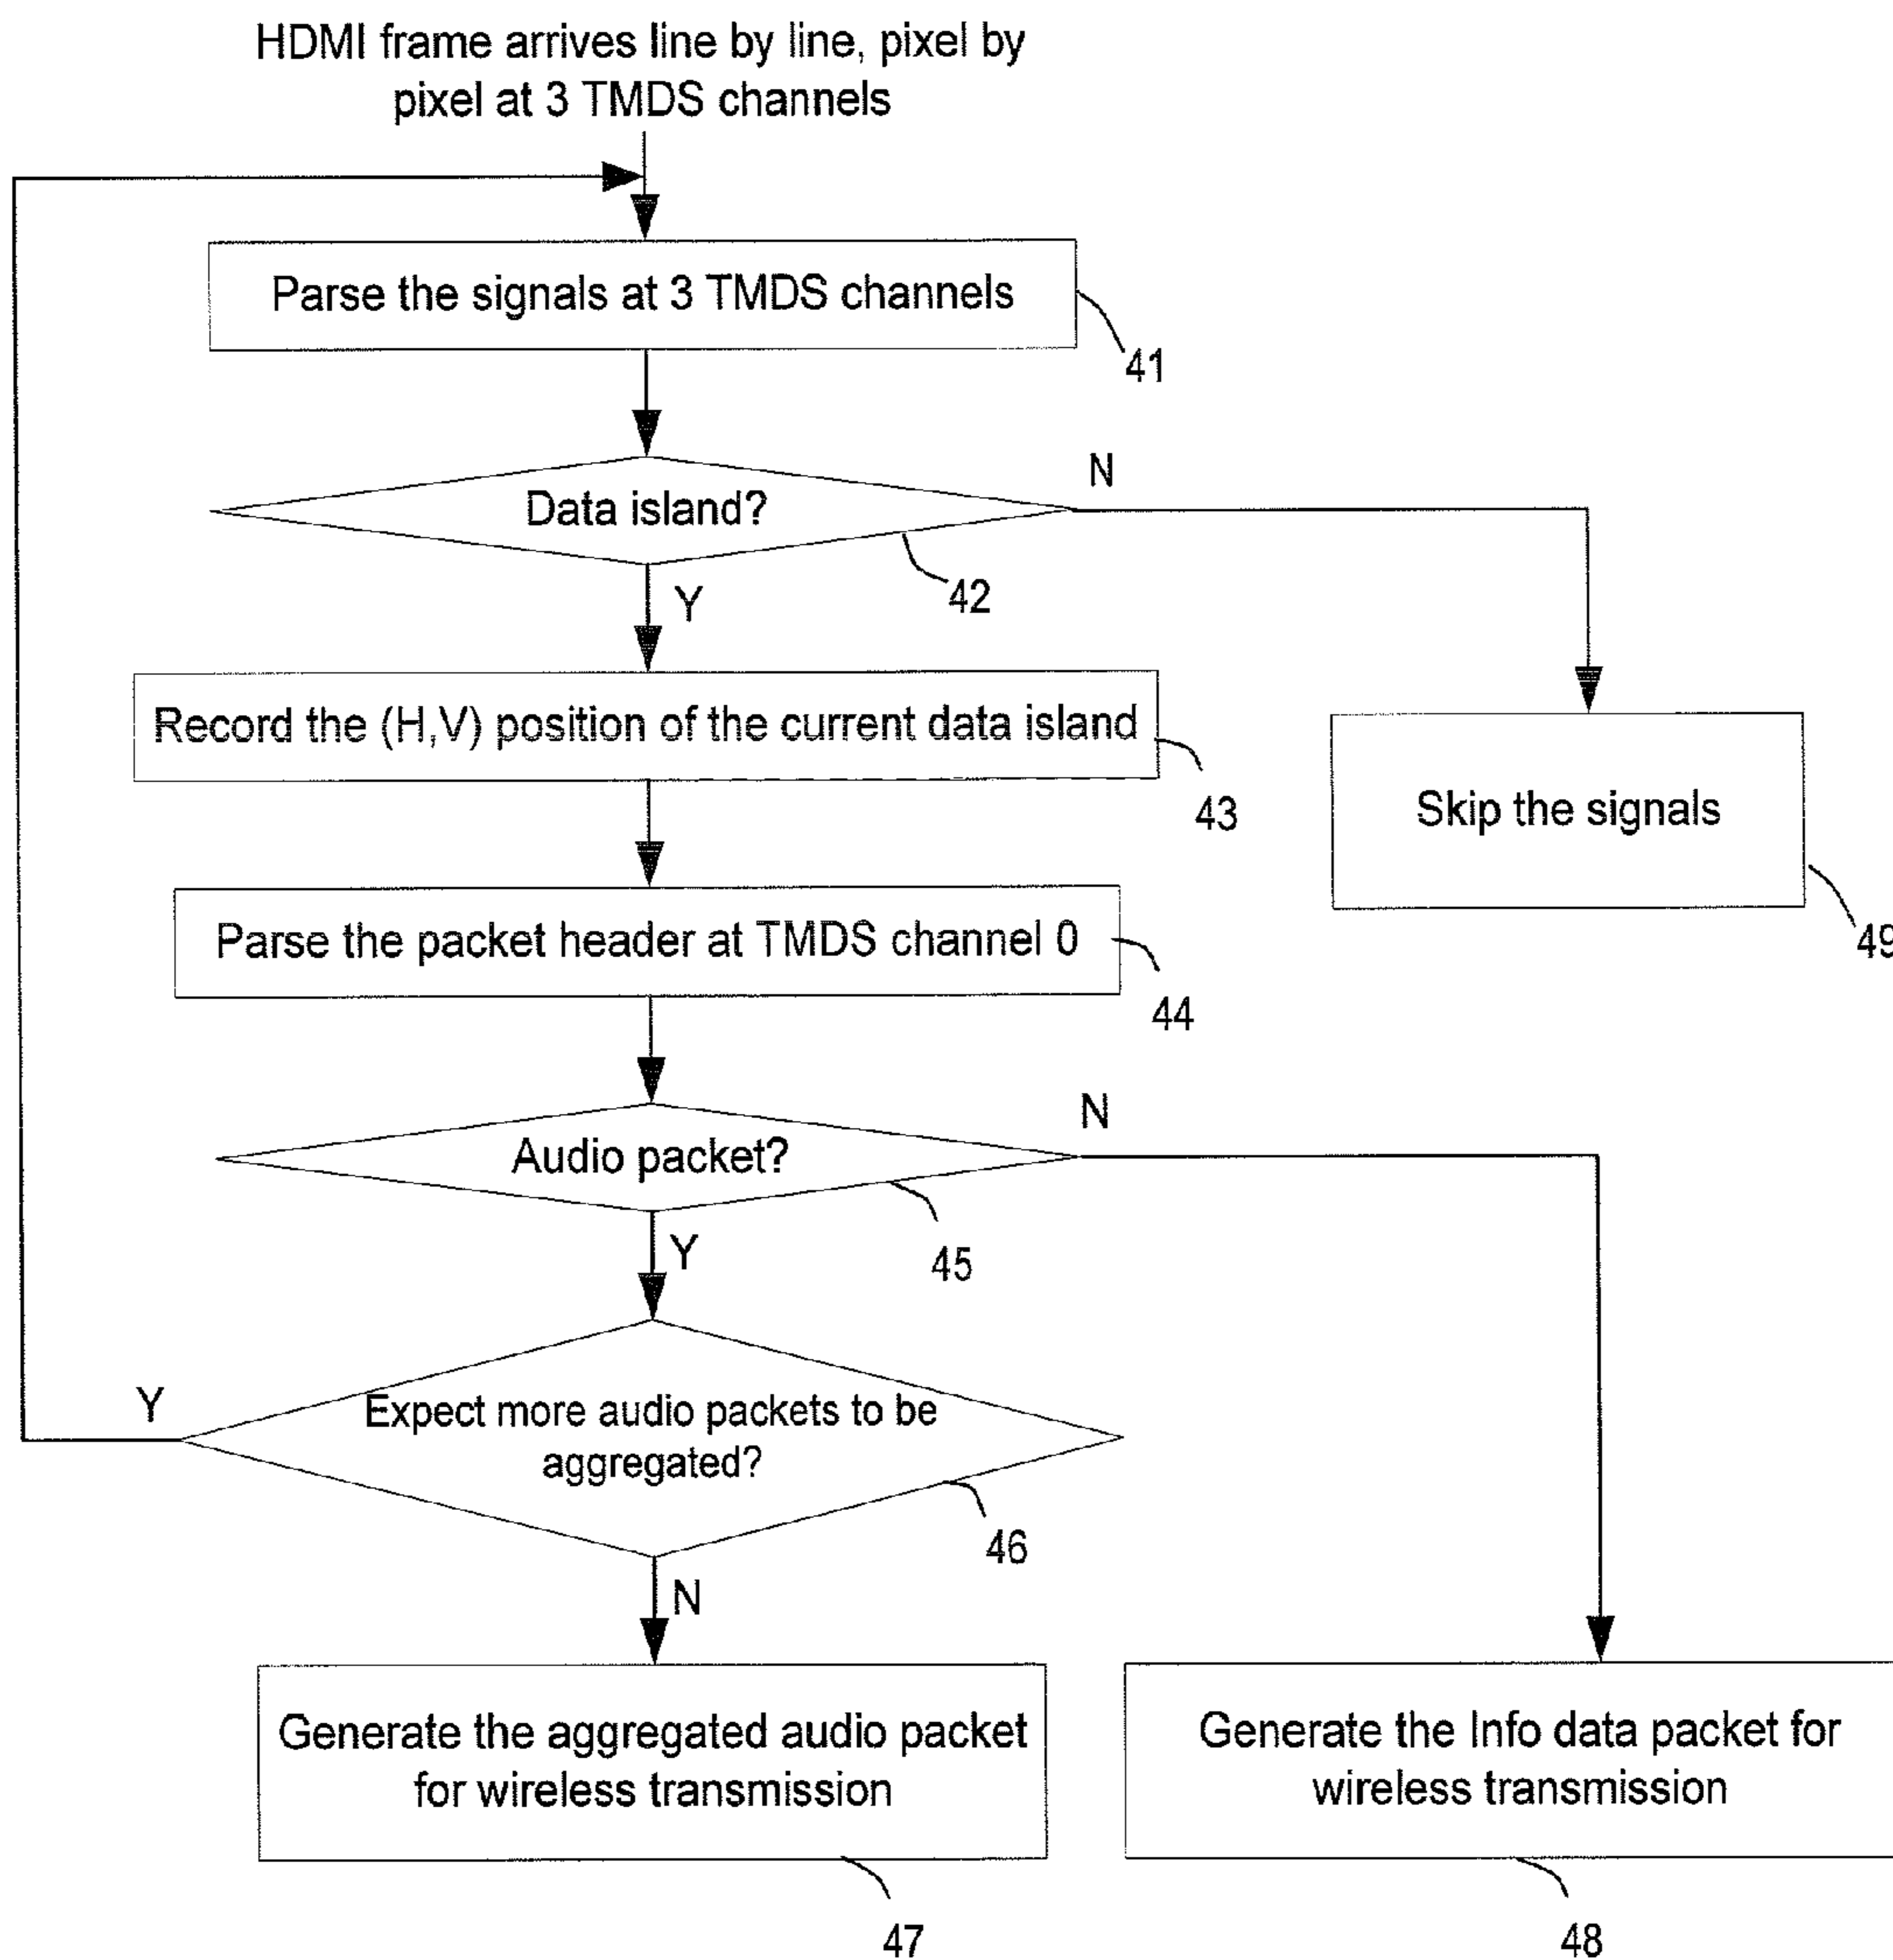 HDMI frame arrives line by line, pixel by
pixel at 3 TMDS channels
Parse the signals at 3 TMDS channels
41
Data island?
N
42
Y
Record the (H,V) position of the current data island
43
Skip the signals
49
Parse the packet header at TMDS channel 0
44
Audio packet?
N
45
Y
Expect more audio packets to be
aggregated?
Y
46
N
Generate the aggregated audio packet
for wireless transmission
47
Generate the Info data packet for
wireless transmission
48